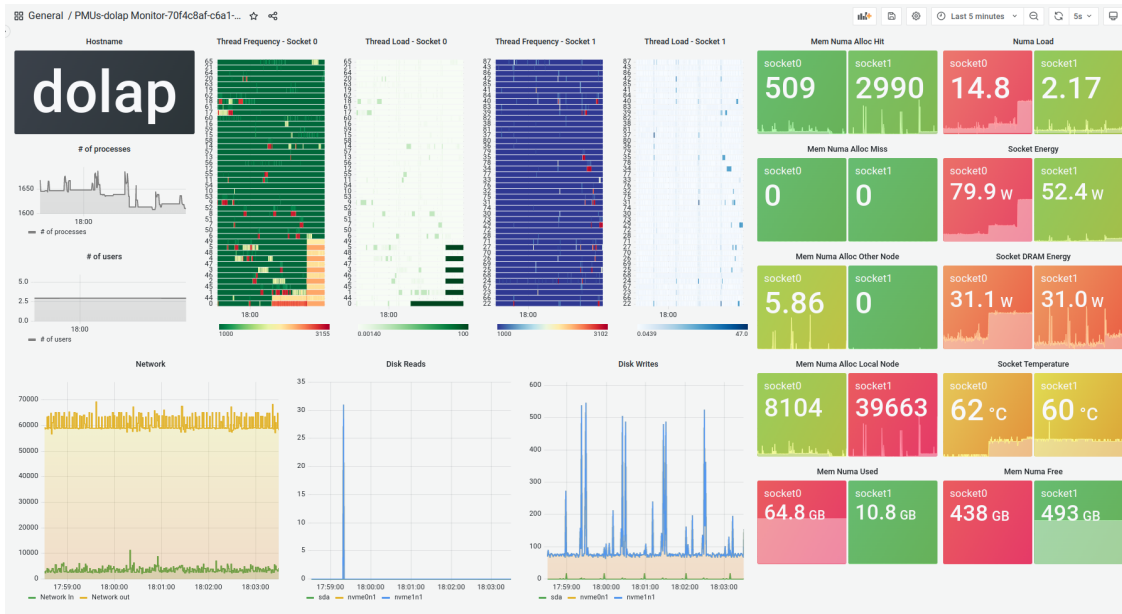 General / PMUs-dolap Monitor-70f4c8af-c6a1-...
Last 5 minutes
5s
Hostname
dolap
# of processes
1650
1600
18:00
# of processes
# of users
5.0
2.5
0.0
18:00
# of users
Thread Frequency - Socket 0
18:00
1000
3155
Thread Load - Socket 0
18:00
0.00140
100
Thread Frequency - Socket 1
18:00
1000
3102
Thread Load - Socket 1
18:00
0.0439
47.0
Mem Numa Alloc Hit
socket0
509
socket1
2990
Numa Load
socket0
14.8
socket1
2.17
Mem Numa Alloc Miss
socket0
0
socket1
0
Socket Energy
socket0
79.9 W
socket1
52.4 W
Mem Numa Alloc Other Node
socket0
5.86
socket1
0
Socket DRAM Energy
socket0
31.1 W
socket1
31.0 W
Mem Numa Alloc Local Node
socket0
8104
socket1
39663
Socket Temperature
socket0
62 °C
socket1
60 °C
Mem Numa Used
socket0
64.8 GB
socket1
10.8 GB
Mem Numa Free
socket0
438 GB
socket1
493 GB
Network
70000
60000
50000
40000
30000
20000
10000
0
17:59:00 18:00:00 18:01:00 18:02:00 18:03:00
Network In Network out
Disk Reads
35
30
25
20
15
10
5
0
17:59:00 18:00:00 18:01:00 18:02:00 18:03:00
sda nvme0n1 nvme1n1
Disk Writes
600
500
400
300
200
100
0
17:59:00 18:00:00 18:01:00 18:02:00 18:03:00
sda nvme0n1 nvme1n1